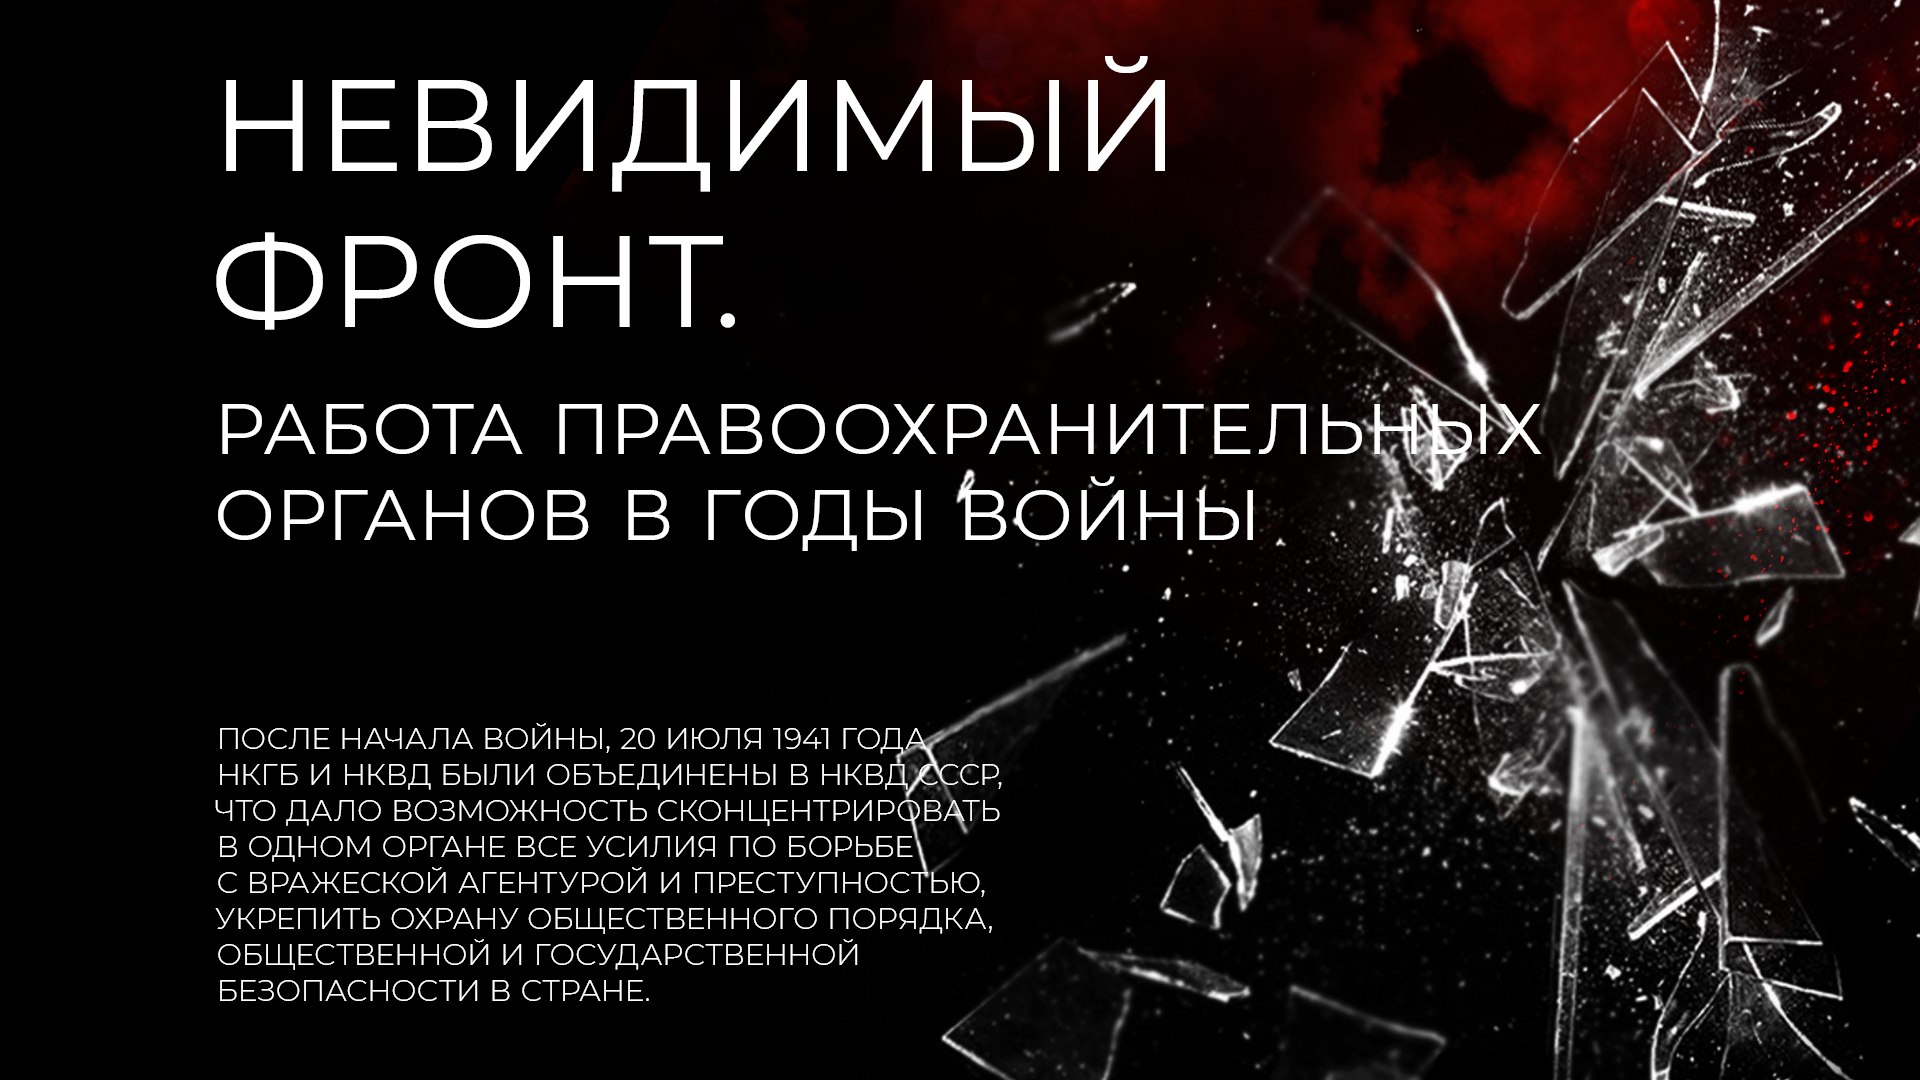 НЕВИДИМЫЙ
ФРОНТ.
РАБОТА ПРАВООХРАНИТЕЛЬНЫХ
ОРГАНОВ В ГОДЫ ВОЙНЫ
ПОСЛЕ НАЧАЛА ВОЙНЫ, 20 ИЮЛЯ 1941 ГОДА
НКГБ И НКВД БЫЛИ ОБЪЕДИНЕНЫ В НКВД СССР,
ЧТО ДАЛО ВОЗМОЖНОСТЬ СКОНЦЕНТРИРОВАТЬ
В ОДНОМ ОРГАНЕ ВСЕ УСИЛИЯ ПО БОРЬБЕ
С ВРАЖЕСКОЙ АГЕНТУРОЙ И ПРЕСТУПНОСТЬЮ,
УКРЕПИТЬ ОХРАНУ ОБЩЕСТВЕННОГО ПОРЯДКА,
ОБЩЕСТВЕННОЙ И ГОСУДАРСТВЕННОЙ
БЕЗОПАСНОСТИ В СТРАНЕ.